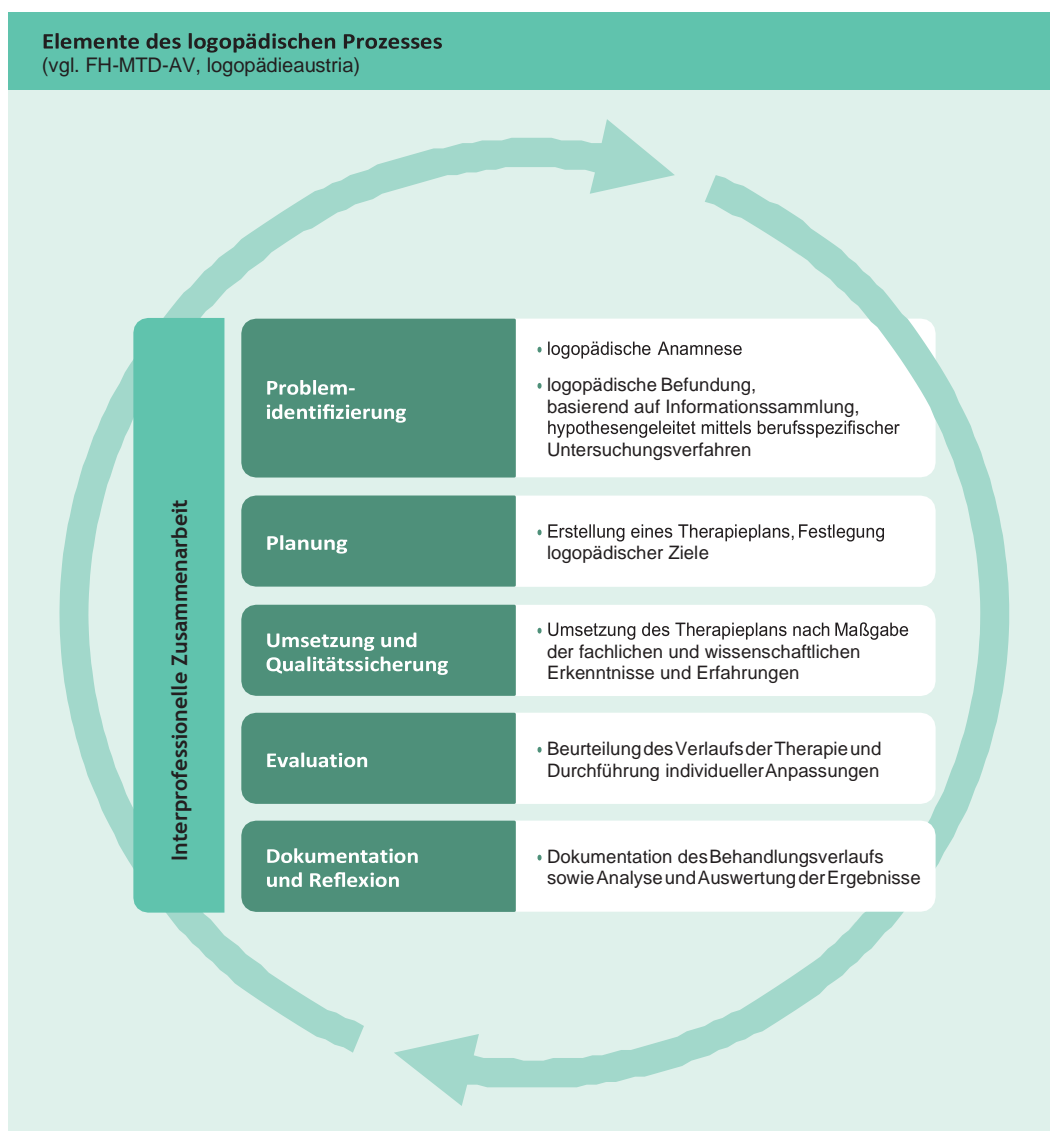 Elemente des logopädischen Prozesses
(vgl. FH-MTD-AV, logopädieaustria)
Interprofessionelle Zusammenarbeit
Problem-
identifizierung
• logopädische Anamnese
• logopädische Befundung,
basierend auf Informationssammlung,
hypothesengeleitet mittels berufsspezifischer
Untersuchungsverfahren
Planung
• Erstellung eines Therapieplans, Festlegung
logopädischer Ziele
Umsetzung und
Qualitätssicherung
• Umsetzung des Therapieplans nach Maßgabe
der fachlichen und wissenschaftlichen
Erkenntnisse und Erfahrungen
Evaluation
• Beurteilung des Verlaufs der Therapie und
Durchführung individueller Anpassungen
Dokumentation
und Reflexion
• Dokumentation des Behandlungsverlaufs
sowie Analyse und Auswertung der Ergebnisse